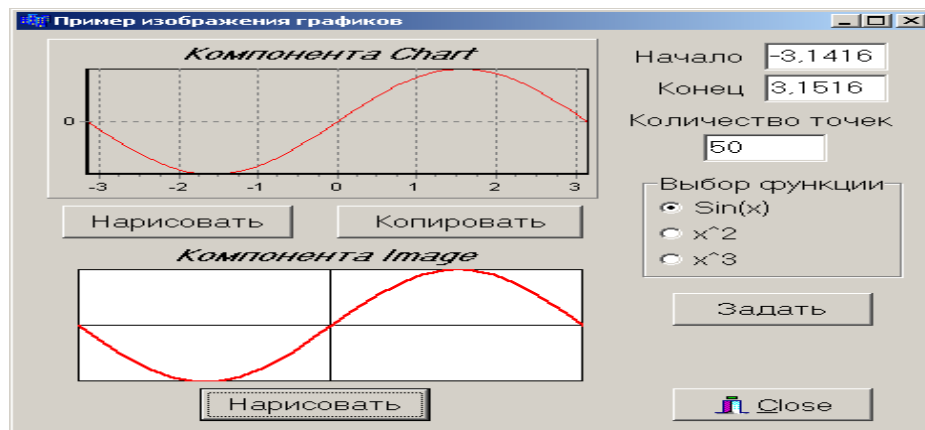 Пример изображения графиков
Компонента Chart
0
-3 -2 -1 0 1 2 3
Нарисовать Копировать
Компонента Image
Нарисовать
Начало -3,1416
Конец 3,1516
Количество точек
50
Выбор функции
Sin(x)
x^2
x^3
Задать
Close